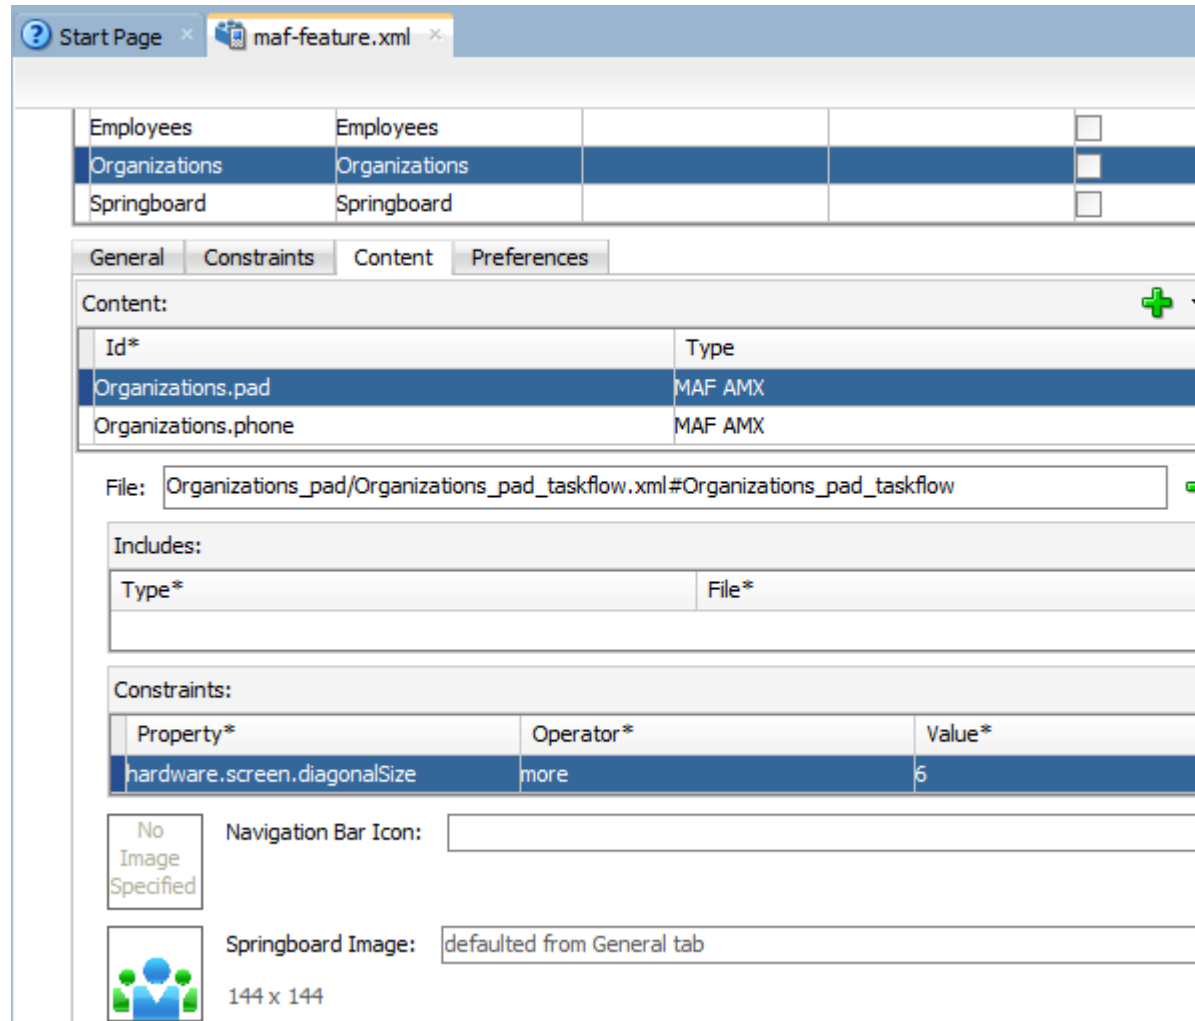 Start Page
maf-feature.xml
Employees Employees
Organizations Organizations
Springboard Springboard
General Constraints Content Preferences
Content:
Id* Type
Organizations.pad MAF AMX
Organizations.phone MAF AMX
File: Organizations_pad/Organizations_pad_taskflow.xml#Organizations_pad_taskflow
Includes:
Type* File*
Constraints:
Property* Operator* Value*
hardware.screen.diagonalSize more 6
No
Image
Specified
Navigation Bar Icon:
Springboard Image: defaulted from General tab
144 x 144